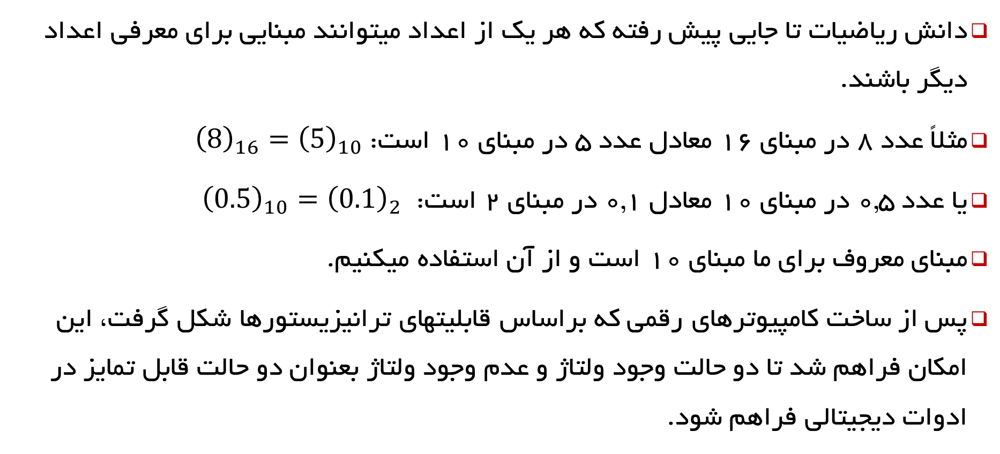 ❑ دانش ریاضیات تا جایی پیش رفته که هر یک از اعداد میتوانند مبنایی برای معرفی اعداد
دیگر باشند.
❑ مثلاً عدد ۸ در مبنای ۱۶ معادل عدد ۵ در مبنای ۱۰ است: (8)₁₆ = (5)₁₀
❑ یا عدد ۰,۵ در مبنای ۱۰ معادل ۰,۱ در مبنای ۲ است: (0.5)₁₀ = (0.1)₂
❑ مبنای معروف برای ما مبنای ۱۰ است و از آن استفاده میکنیم.
❑ پس از ساخت کامپیوترهای رقمی که براساس قابلیتهای ترانیزیستورها شکل گرفت، این
امکان فراهم شد تا دو حالت وجود ولتاژ و عدم وجود ولتاژ بعنوان دو حالت قابل تمایز در
ادوات دیجیتالی فراهم شود.